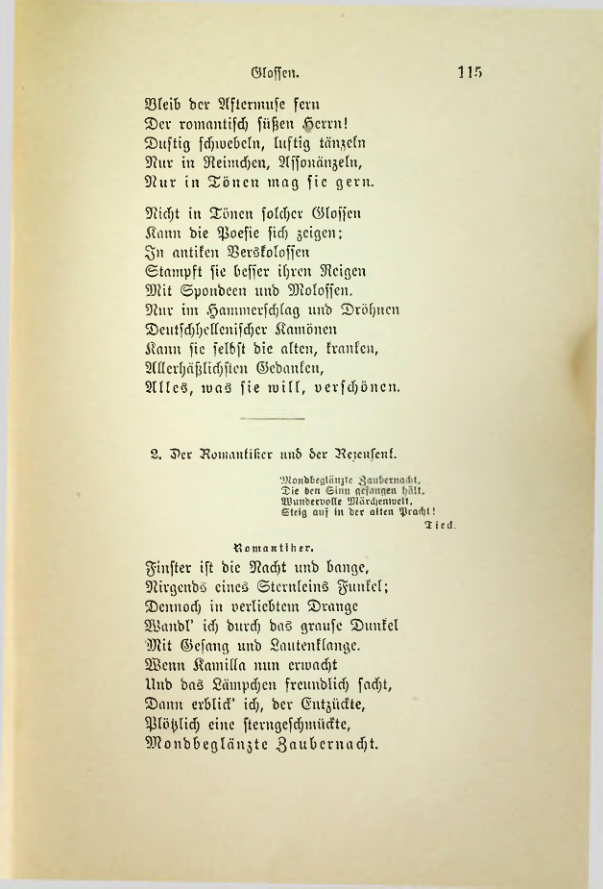 Glossen. 115
Bleib der Aftermuse fern
Der romantisch süßen Herrn!
Duftig schwebeln, luftig tänzeln
Nur in Reimchen, Assonänzeln,
Nur in Tönen mag sie gern.
Nicht in Tönen solcher Glossen
Kann die Poesie sich zeigen;
In antiken Verskolossen
Stampft sie besser ihren Reigen
Mit Spondeen und Molossen.
Nur im Hammerschlag und Dröhnen
Deutschhellenischer Kamönen
Kann sie selbst die alten, kranken,
Allerhäßlichsten Gedanken,
Alles, was sie will, verschönen.
2. Der Romantiker und der Rezensent.
Mondbeglänzte Zaubernacht,
Die den Sinn gefangen hält,
Wundervolle Märchenwelt,
Steig auf in der alten Pracht!
Tieck.
Romantiker.
Finster ist die Nacht und bange,
Nirgends eines Sternleins Funkel;
Dennoch in verliebtem Drange
Wandl' ich durch das grause Dunkel
Mit Gesang und Lautenklange.
Wenn Kamilla nun erwacht
Und das Lämpchen freundlich facht,
Dann erblick' ich, der Entzückte,
Plötzlich eine sterngeschmückte,
Mondbeglänzte Zaubernacht.